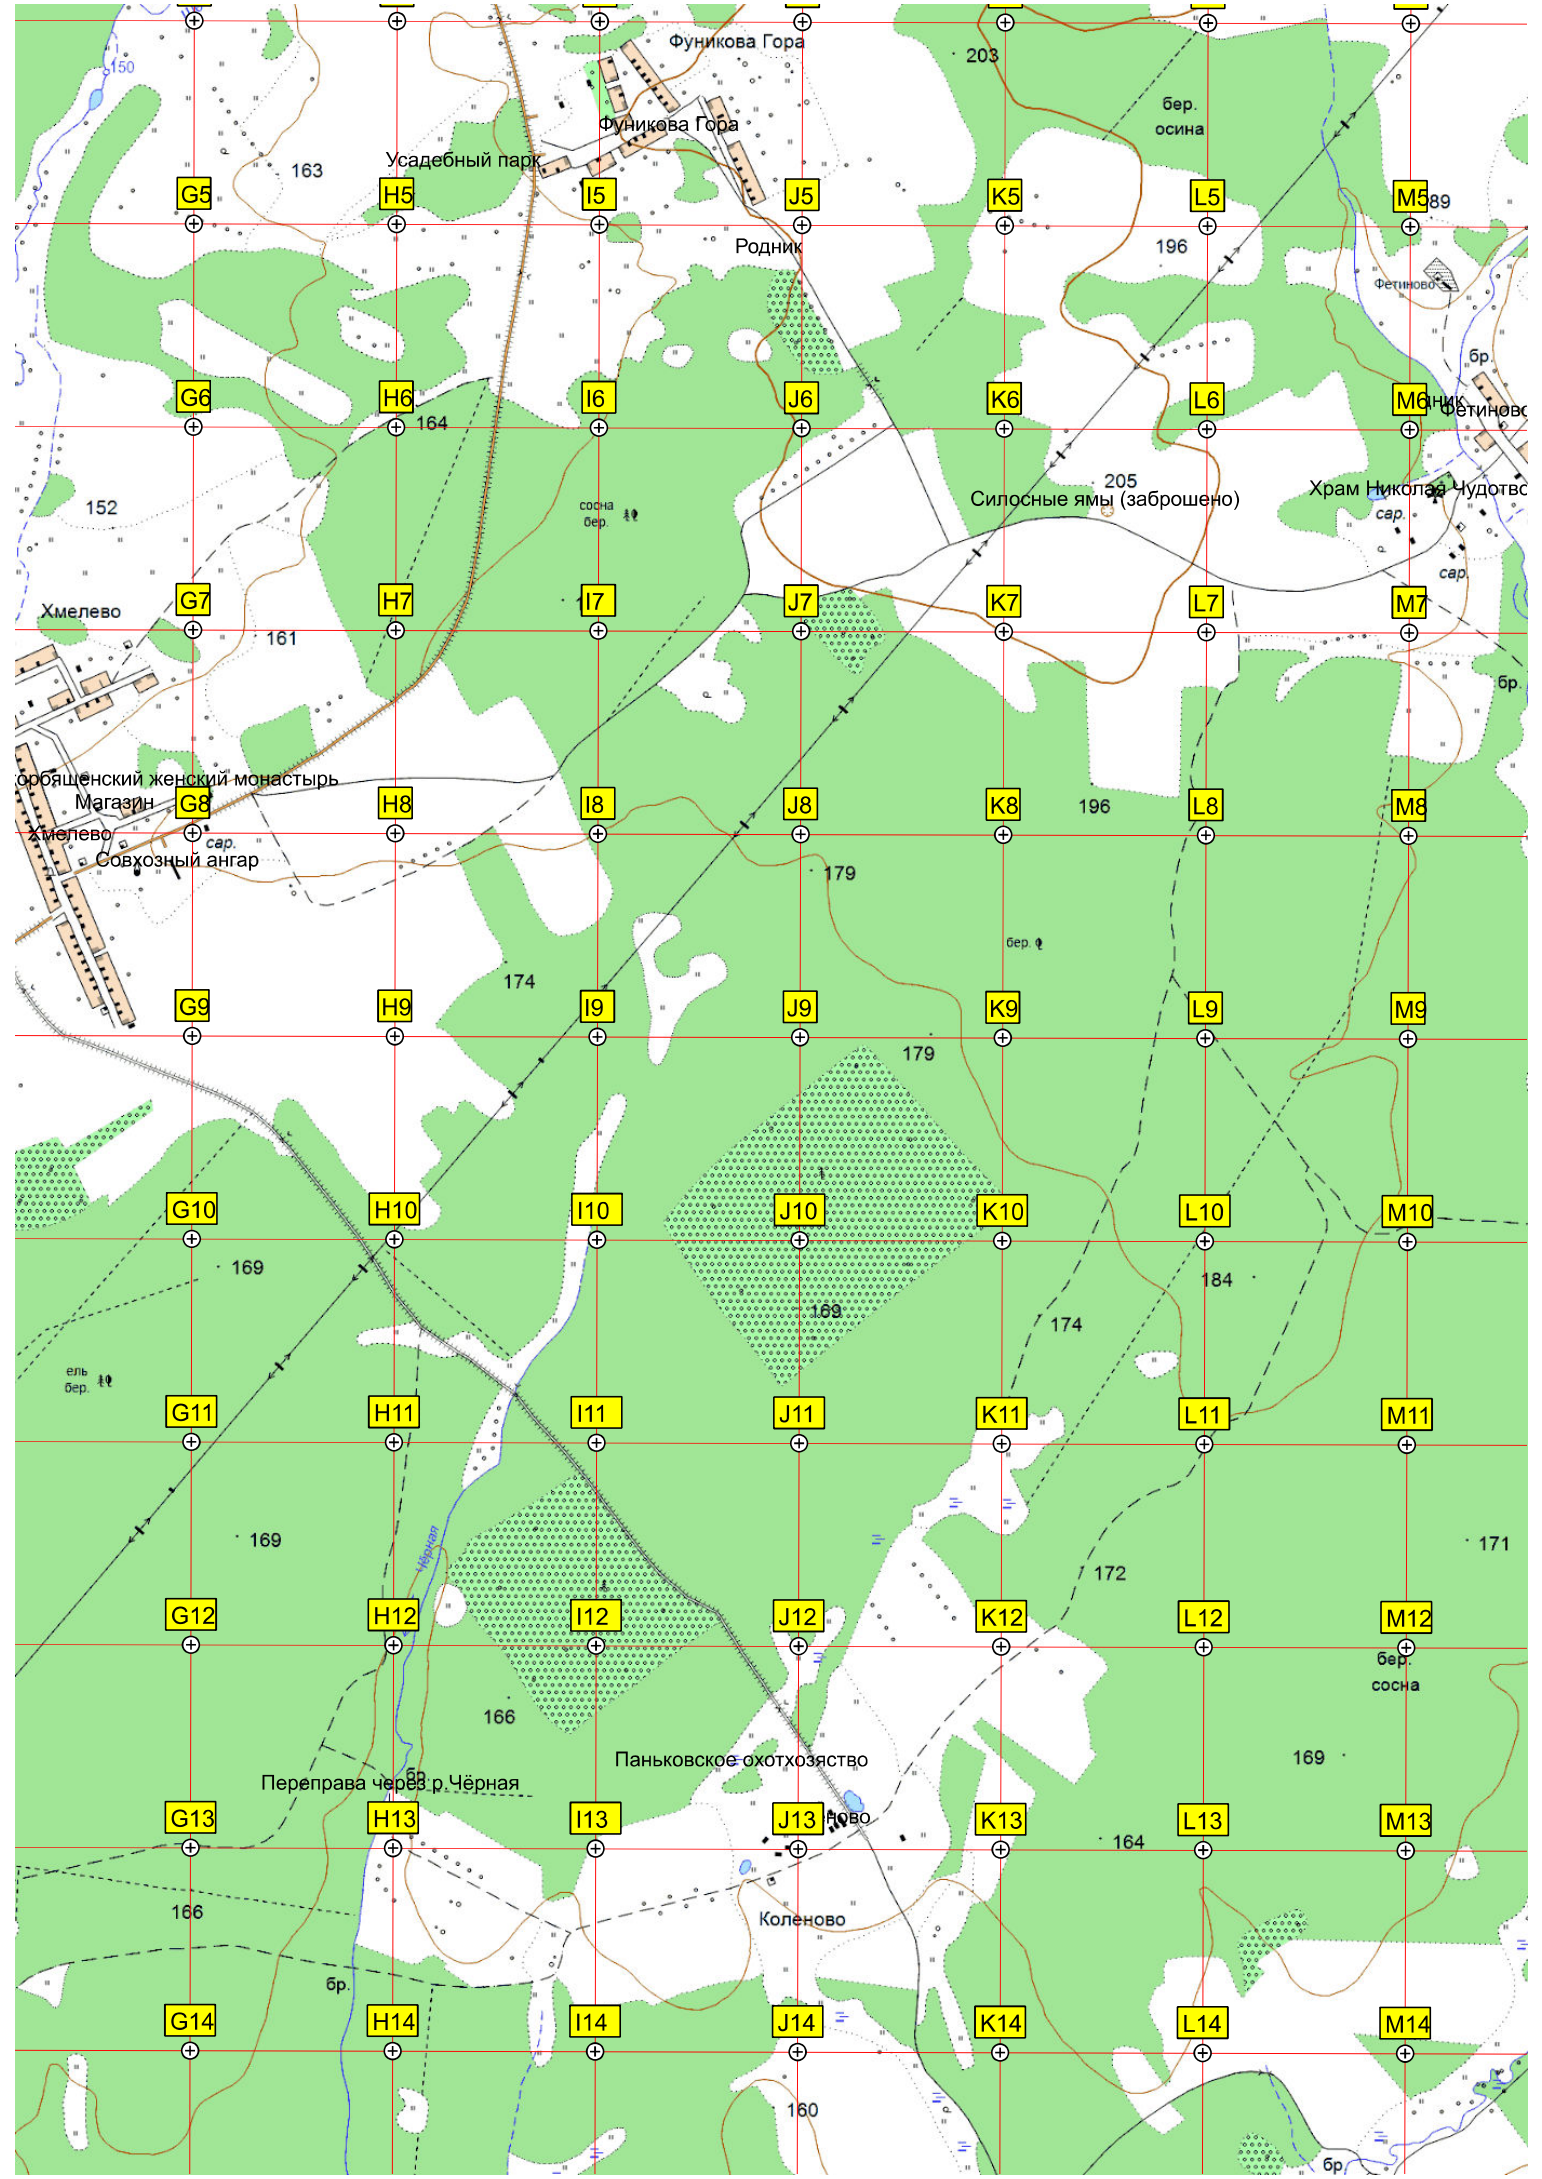 Фуникова Гора
203
150
бер.
осина
Фуникова Гора
Усадебный парк
163
G5
H5
I5
J5
K5
L5
M5
89
Родник
196
Фетиново
бр.
G6
H6
I6
J6
K6
L6
M6
Фетиново
164
205
152
сосна
бер.
Силосные ямы (заброшено)
Храм Николая
сар.
сар.
Хмелево
G7
H7
I7
J7
K7
L7
M7
161
бр.
женский монастырь
Магазин
G8
H8
I8
J8
K8
196
L8
M8
Хмелево
сар.
Совхозный ангар
179
бер.
174
G9
H9
I9
J9
K9
L9
M9
179
G10
H10
I10
J10
K10
L10
M10
169
184
169
174
ель
бер.
G11
H11
I11
J11
K11
L11
M11
169
Чёрная
171
172
G12
H12
I12
J12
K12
L12
M12
бер.
сосна
166
169
Паньковское охотхозяство
бр.
Переправа через р.Чёрная
G13
H13
I13
J13
ново
K13
164
L13
M13
166
Коленово
бр.
G14
H14
I14
J14
K14
L14
M14
160
бр.